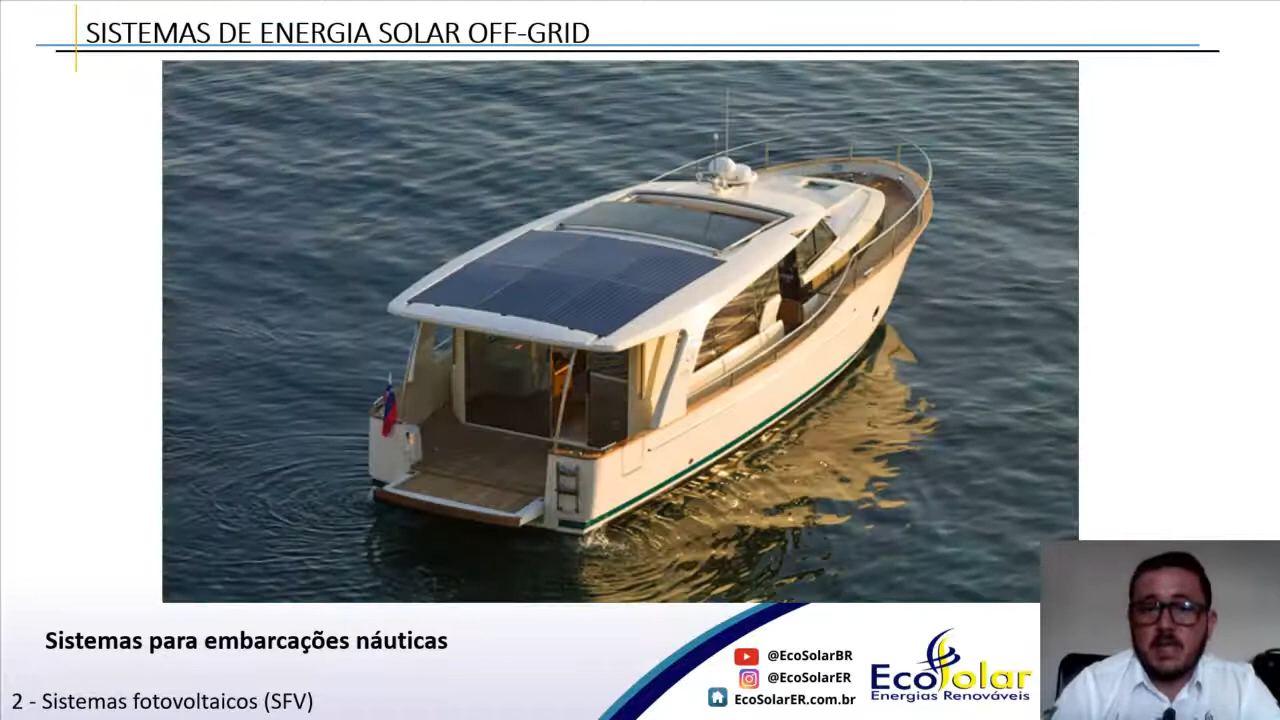 SISTEMAS DE ENERGIA SOLAR OFF-GRID
Sistemas para embarcações náuticas
@EcoSolarBR
@EcoSolarER
EcoSolarER.com.br
EcoSolar
Energias Renováveis
2 - Sistemas fotovoltaicos (SFV)